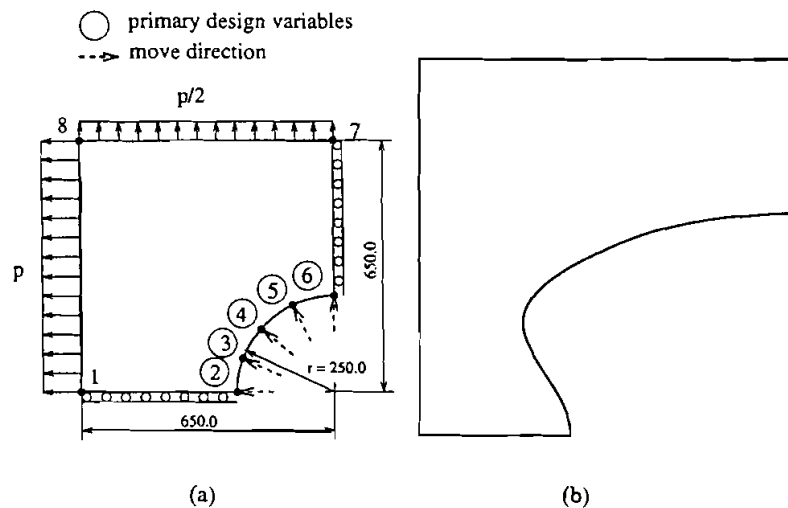 primary design variables
move direction
p/2
8
7
p
6
5
4
3
2
650.0
r = 250.0
1
650.0
(a)
(b)